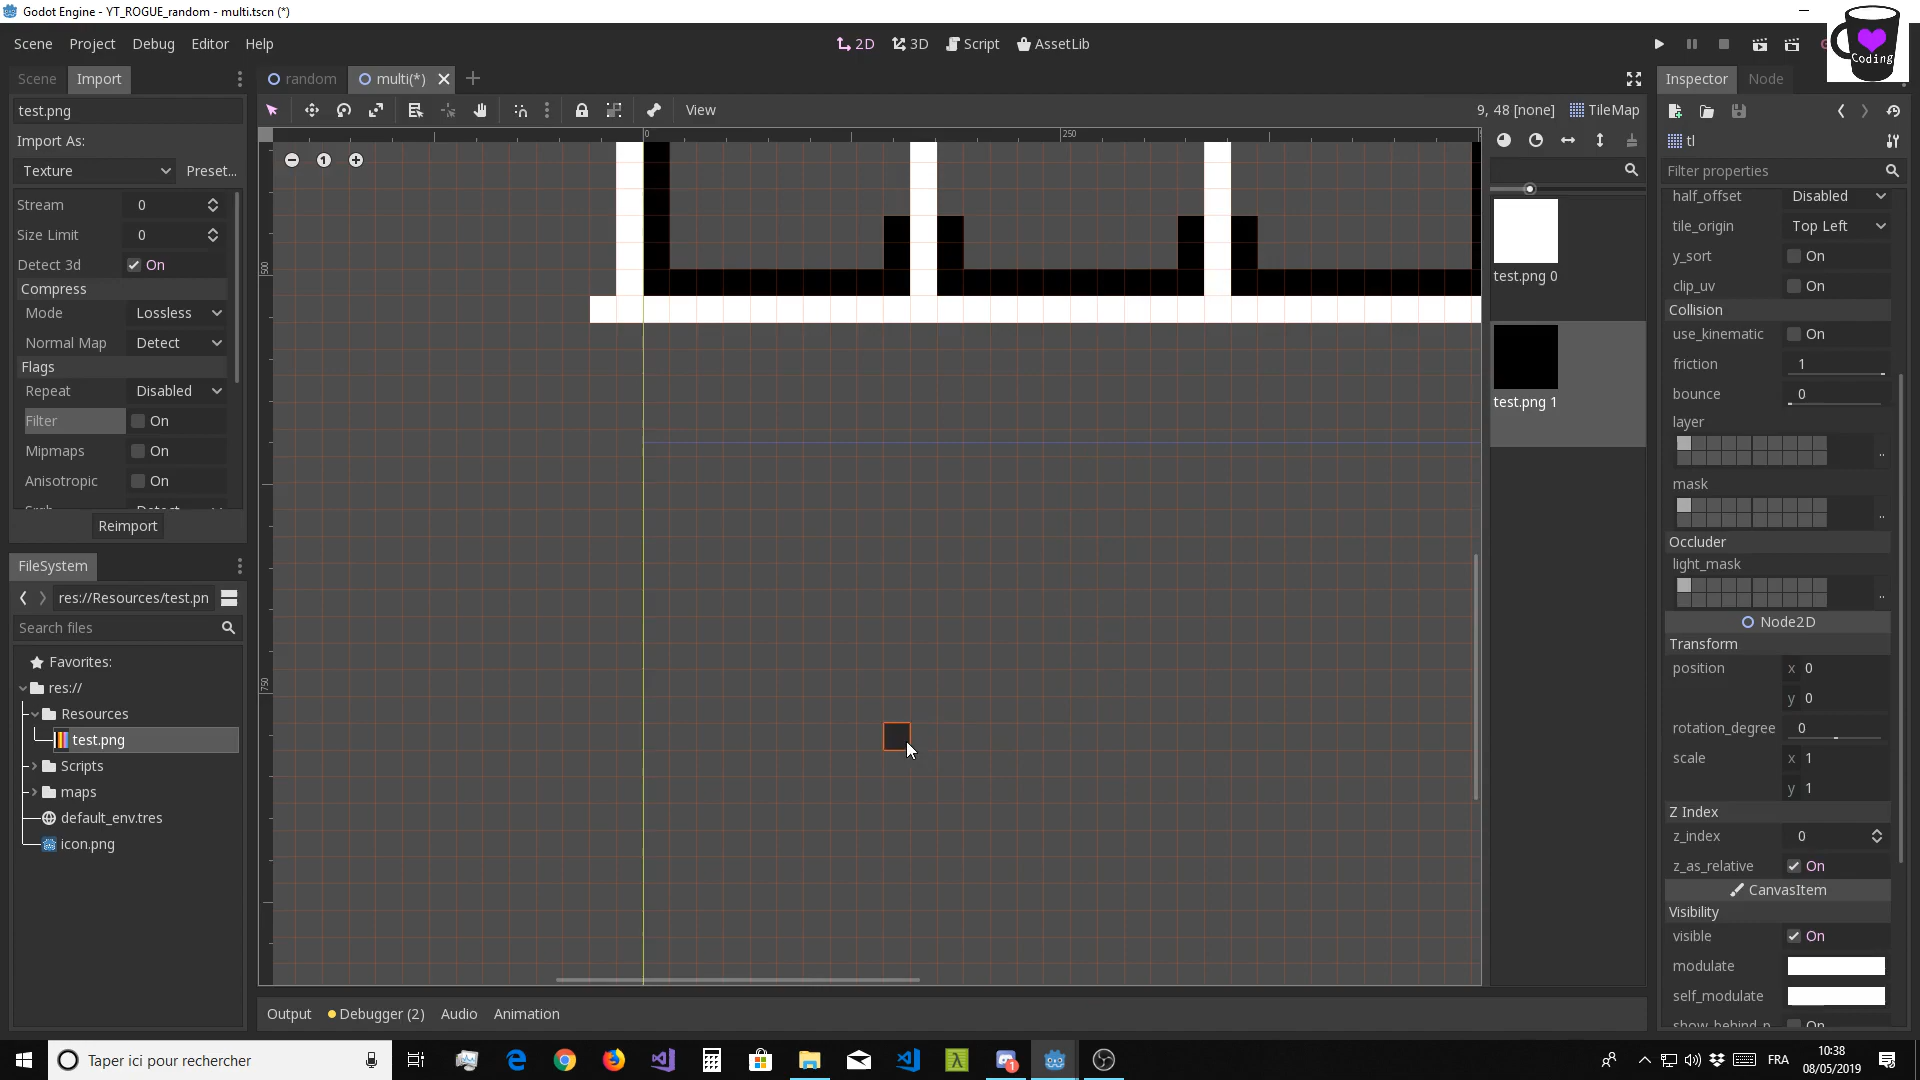 Godot Engine - YT_ROGUE_random - multi.tscn (*)
Scene Project Debug Editor Help
2D 3D Script AssetLib
Coding
Scene Import
random multi(*)
Inspector Node
test.png
View
9, 48 [none] TileMap
Import As:
Texture Preset...
tl
Filter properties
Stream 0
Size Limit 0
Detect 3d On
Compress
Mode Lossless
Normal Map Detect
Flags
Repeat Disabled
Filter On
Mipmaps On
Anisotropic On
Reimport
0 250
500
750
test.png 0
test.png 1
half_offset Disabled
tile_origin Top Left
y_sort On
clip_uv On
Collision
use_kinematic On
friction 1
bounce 0
layer
..
mask
..
Occluder
light_mask
..
Node2D
Transform
position x 0
y 0
rotation_degree 0
scale x 1
y 1
Z Index
z_index 0
z_as_relative On
CanvasItem
Visibility
visible On
modulate
self_modulate
FileSystem
res://Resources/test.pn
Search files
Favorites:
res://
Resources
test.png
Scripts
maps
default_env.tres
icon.png
Output Debugger (2) Audio Animation
Taper ici pour rechercher
1
FRA
10:38
08/05/2019